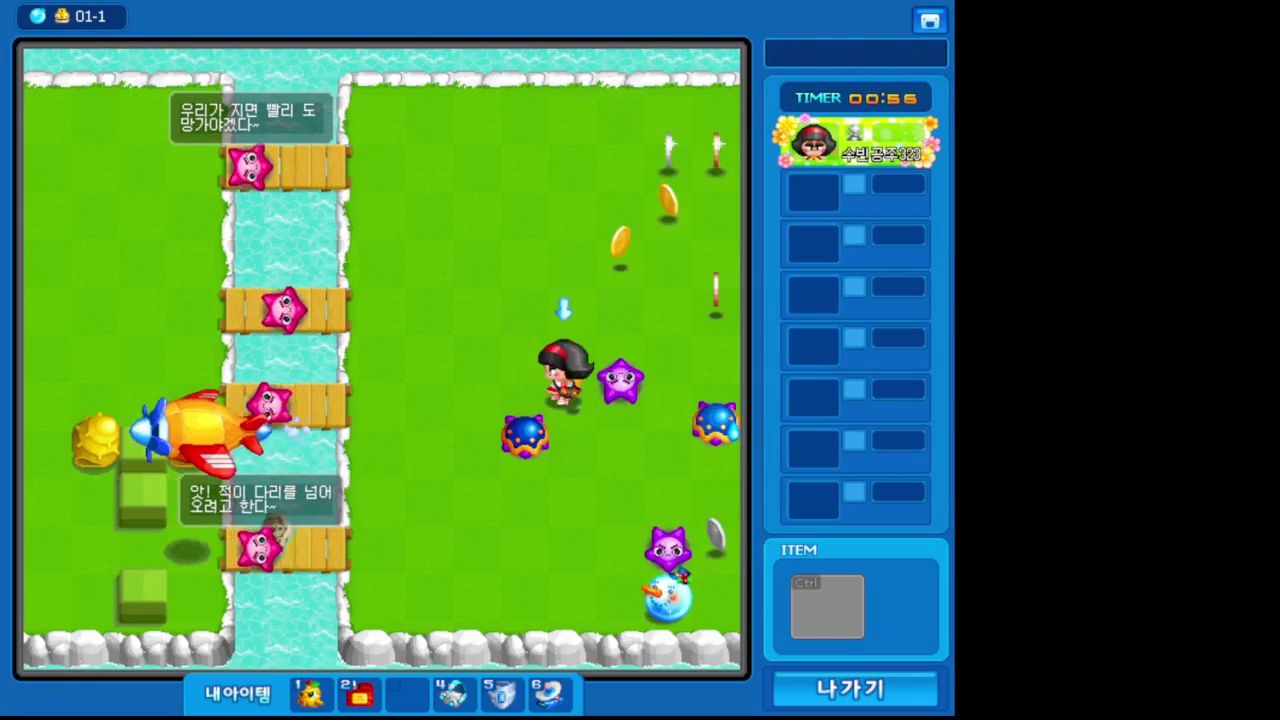 01-1
우리가 지면 빨리 도
망가야겠다~
앗! 적이 다리를 넘어
오려고 한다~
TIMER 00:56
수빈공주323
ITEM
Ctrl
내 아이템
1
2
4
5
6
나가기